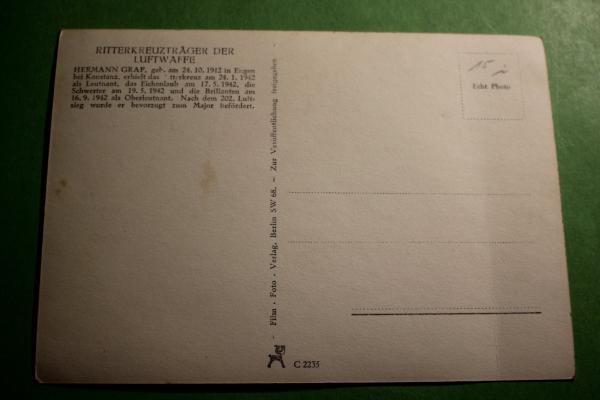 RITTERKREUZTRÄGER DER
LUFTWAFFE
HERMANN GRAF, geb. am 24. 10. 1912 in Engen
bei Konstanz, erhielt das tterkreuz am 24. 1. 1942
als Leutnant, das Eichenlaub am 17. 5. 1942, die
Schwerter am 19. 5. 1942 und die Brillanten am
16. 9. 1942 als Oberleutnant. Nach dem 202. Luft-
sieg wurde er bevorzugt zum Major befördert.
Film - Foto - Verlag, Berlin SW 68. – Zur Veröffentlichung freigegeben
15
Echt Photo
C 2235